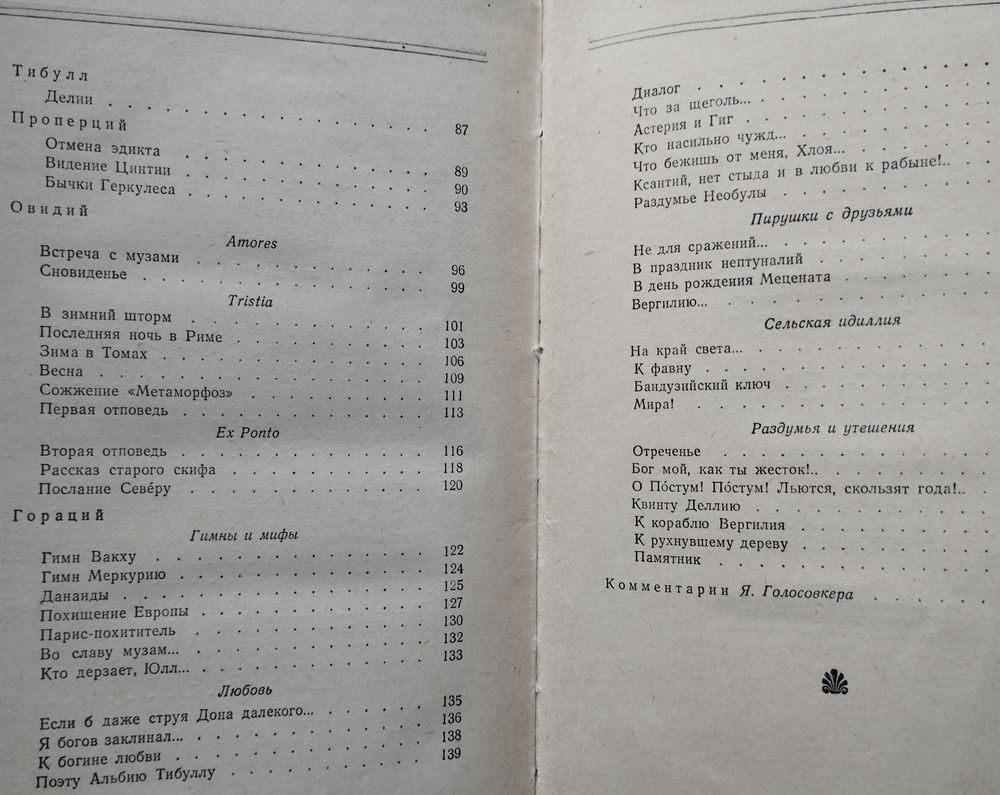 Тибулл
Делии . . . . . . . . . . . . . . . 87
Проперций
Отмена эдикта . . . . . . . . . . . . 89
Видение Цинтии . . . . . . . . . . . 90
Бычки Геркулеса . . . . . . . . . . . 93
Овидий
Amores
Встреча с музами . . . . . . . . . . . 96
Сновиденье . . . . . . . . . . . . . 99
Tristia
В зимний шторм . . . . . . . . . . . 101
Последняя ночь в Риме . . . . . . . . . 103
Зима в Томах . . . . . . . . . . . . 106
Весна . . . . . . . . . . . . . . . 109
Сожжение «Метаморфоз» . . . . . . . . 111
Первая отповедь . . . . . . . . . . . 113
Ex Ponto
Вторая отповедь . . . . . . . . . . . 116
Рассказ старого скифа . . . . . . . . . 118
Послание Севе́ру . . . . . . . . . . . 120
Гораций
Гимны и мифы
Гимн Вакху . . . . . . . . . . . . . 122
Гимн Меркурию . . . . . . . . . . . 124
Данаиды . . . . . . . . . . . . . . 125
Похищение Европы . . . . . . . . . . 127
Парис-похититель . . . . . . . . . . . 130
Во славу музам... . . . . . . . . . . . 132
Кто дерзает, Юлл... . . . . . . . . . . 133
Любовь
Если б даже струя Дона далекого... . . . . . 135
Я богов заклинал... . . . . . . . . . . 136
К богине любви . . . . . . . . . . . 138
Поэту Альбию Тибуллу . . . . . . . . . 139
Диалог . . . . . . . . . . . .
Что за щеголь... . . . . . . . . . .
Астерия и Гиг . . . . . . . . . .
Кто насильно чужд... . . . . . . . . .
Что бежишь от меня, Хлоя... . . . . . .
Ксантий, нет стыда и в любви к рабыне!.. . .
Раздумье Необулы . . . . . . . . .
Пирушки с друзьями
Не для сражений... . . . . . . . . .
В праздник нептуналий . . . . . . .
В день рождения Мецената . . . . . .
Вергилию... . . . . . . . . . . .
Сельская идиллия
На край света... . . . . . . . . . .
К фавну . . . . . . . . . . . .
Бандузийский ключ . . . . . . . . .
Мира! . . . . . . . . . . . .
Раздумья и утешения
Отреченье . . . . . . . . . . .
Бог мой, как ты жесток!.. . . . . . . .
О По́стум! По́стум! Льются, скользят года!.. .
Квинту Деллию . . . . . . . . . .
К кораблю Вергилия . . . . . . . .
К рухнувшему дереву . . . . . . . .
Памятник . . . . . . . . . . .
Комментарии Я. Голосовкера . . . . .